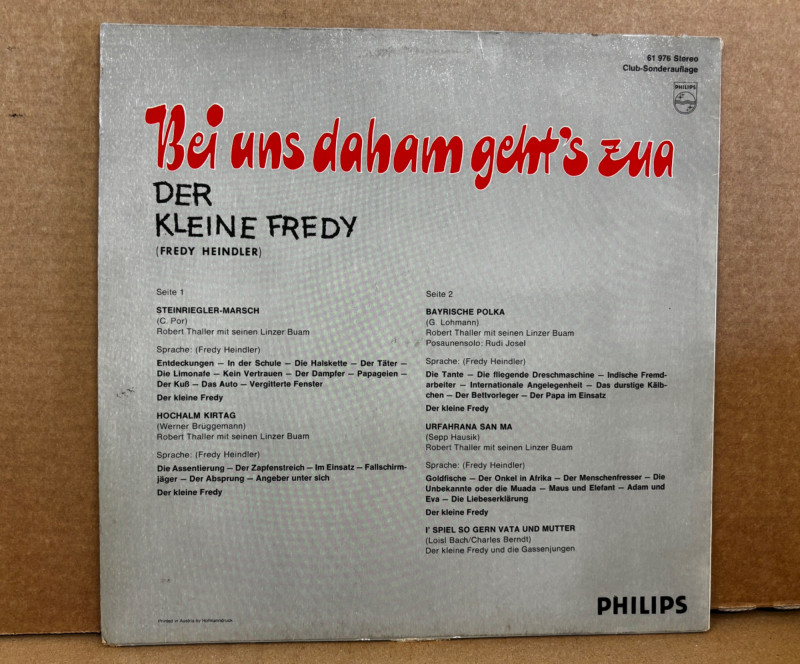 61 976 Stereo
Club-Sonderauflage
PHILIPS
Bei uns daham geht's zua
DER
KLEINE FREDY
(FREDY HEINDLER)
Seite 1
STEINRIEGLER-MARSCH
(C. Por)
Robert Thaller mit seinen Linzer Buam
Sprache: (Fredy Heindler)
Entdeckungen — In der Schule — Die Halskette — Der Täter —
Die Limonafe — Kein Vertrauen — Der Dampfer — Papageien —
Der Kuß — Das Auto — Vergitterte Fenster
Der kleine Fredy
HOCHALM KIRTAG
(Werner Brüggemann)
Robert Thaller mit seinen Linzer Buam
Sprache: (Fredy Heindler)
Die Assentierung — Der Zapfenstreich — Im Einsatz — Fallschirm-
jäger — Der Absprung — Angeber unter sich
Der kleine Fredy
Seite 2
BAYRISCHE POLKA
(G. Lohmann)
Robert Thaller mit seinen Linzer Buam
Posaunensolo: Rudi Josel
Sprache: (Fredy Heindler)
Die Tante — Die fliegende Dreschmaschine — Indische Fremd-
arbeiter — Internationale Angelegenheit — Das durstige Kälb-
chen — Der Bettvorleger — Der Papa im Einsatz
Der kleine Fredy
URFAHRANA SAN MA
(Sepp Hausik)
Robert Thaller mit seinen Linzer Buam
Sprache: (Fredy Heindler)
Goldfische — Der Onkel in Afrika — Der Menschenfresser — Die
Unbekannte oder die Muada — Maus und Elefant — Adam und
Eva — Die Liebeserklärung
Der kleine Fredy
I' SPIEL SO GERN VATA UND MUTTER
(Loisl Bach/Charles Berndt)
Der kleine Fredy und die Gassenjungen
Printed in Austria by
PHILIPS